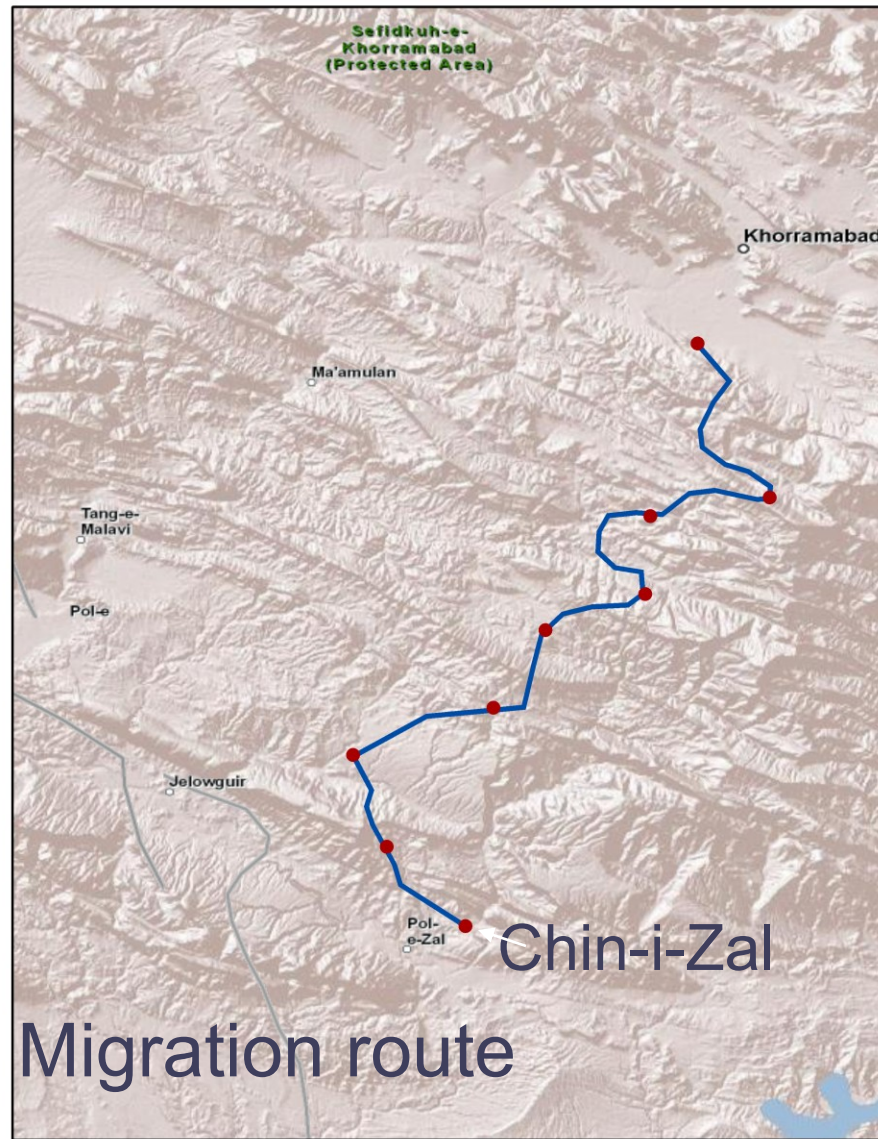 Sefidkuh-e-
Khorramabad
(Protected Area)
Khorramabad
Ma'amulan
Tang-e-
Malavi
Pol-e
Jelowguir
Pol-
e-Zal
Chin-i-Zal
Migration route